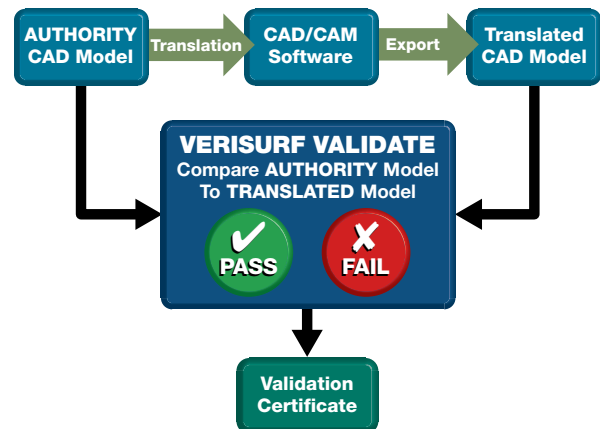 AUTHORITY
CAD Model
Translation
CAD/CAM
Software
Export
Translated
CAD Model
VERISURF VALIDATE
Compare AUTHORITY Model
To TRANSLATED Model
PASS
FAIL
Validation
Certificate